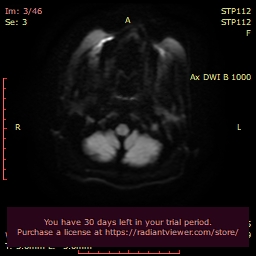 Im: 3/46
Se: 3
A
STP112
STP112
F
Ax DWI B 1000
R
L
You have 30 days left in your trial period.
Purchase a license at https://radiantviewer.com/store/